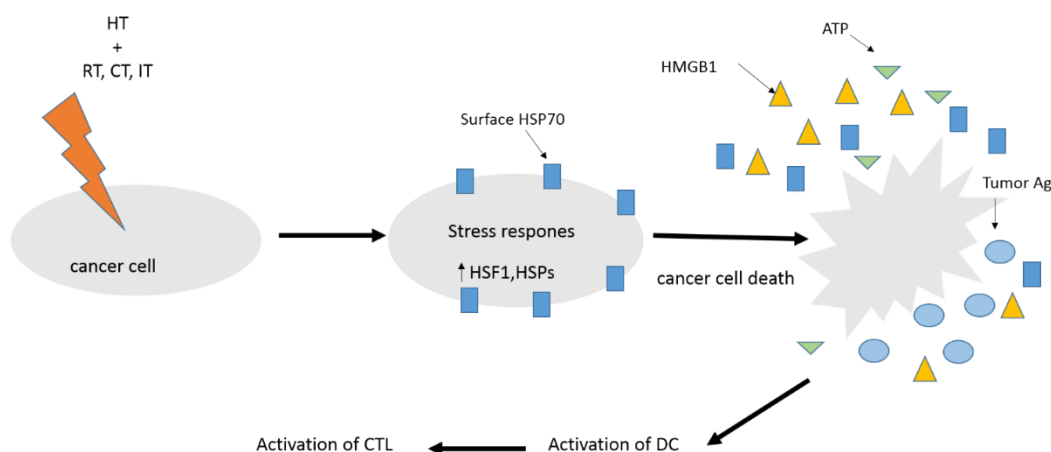 HT
+
RT, CT, IT
cancer cell
Surface HSP70
Stress respones
HSF1,HSPs
cancer cell death
ATP
HMGB1
Tumor Ag
Activation of DC
Activation of CTL